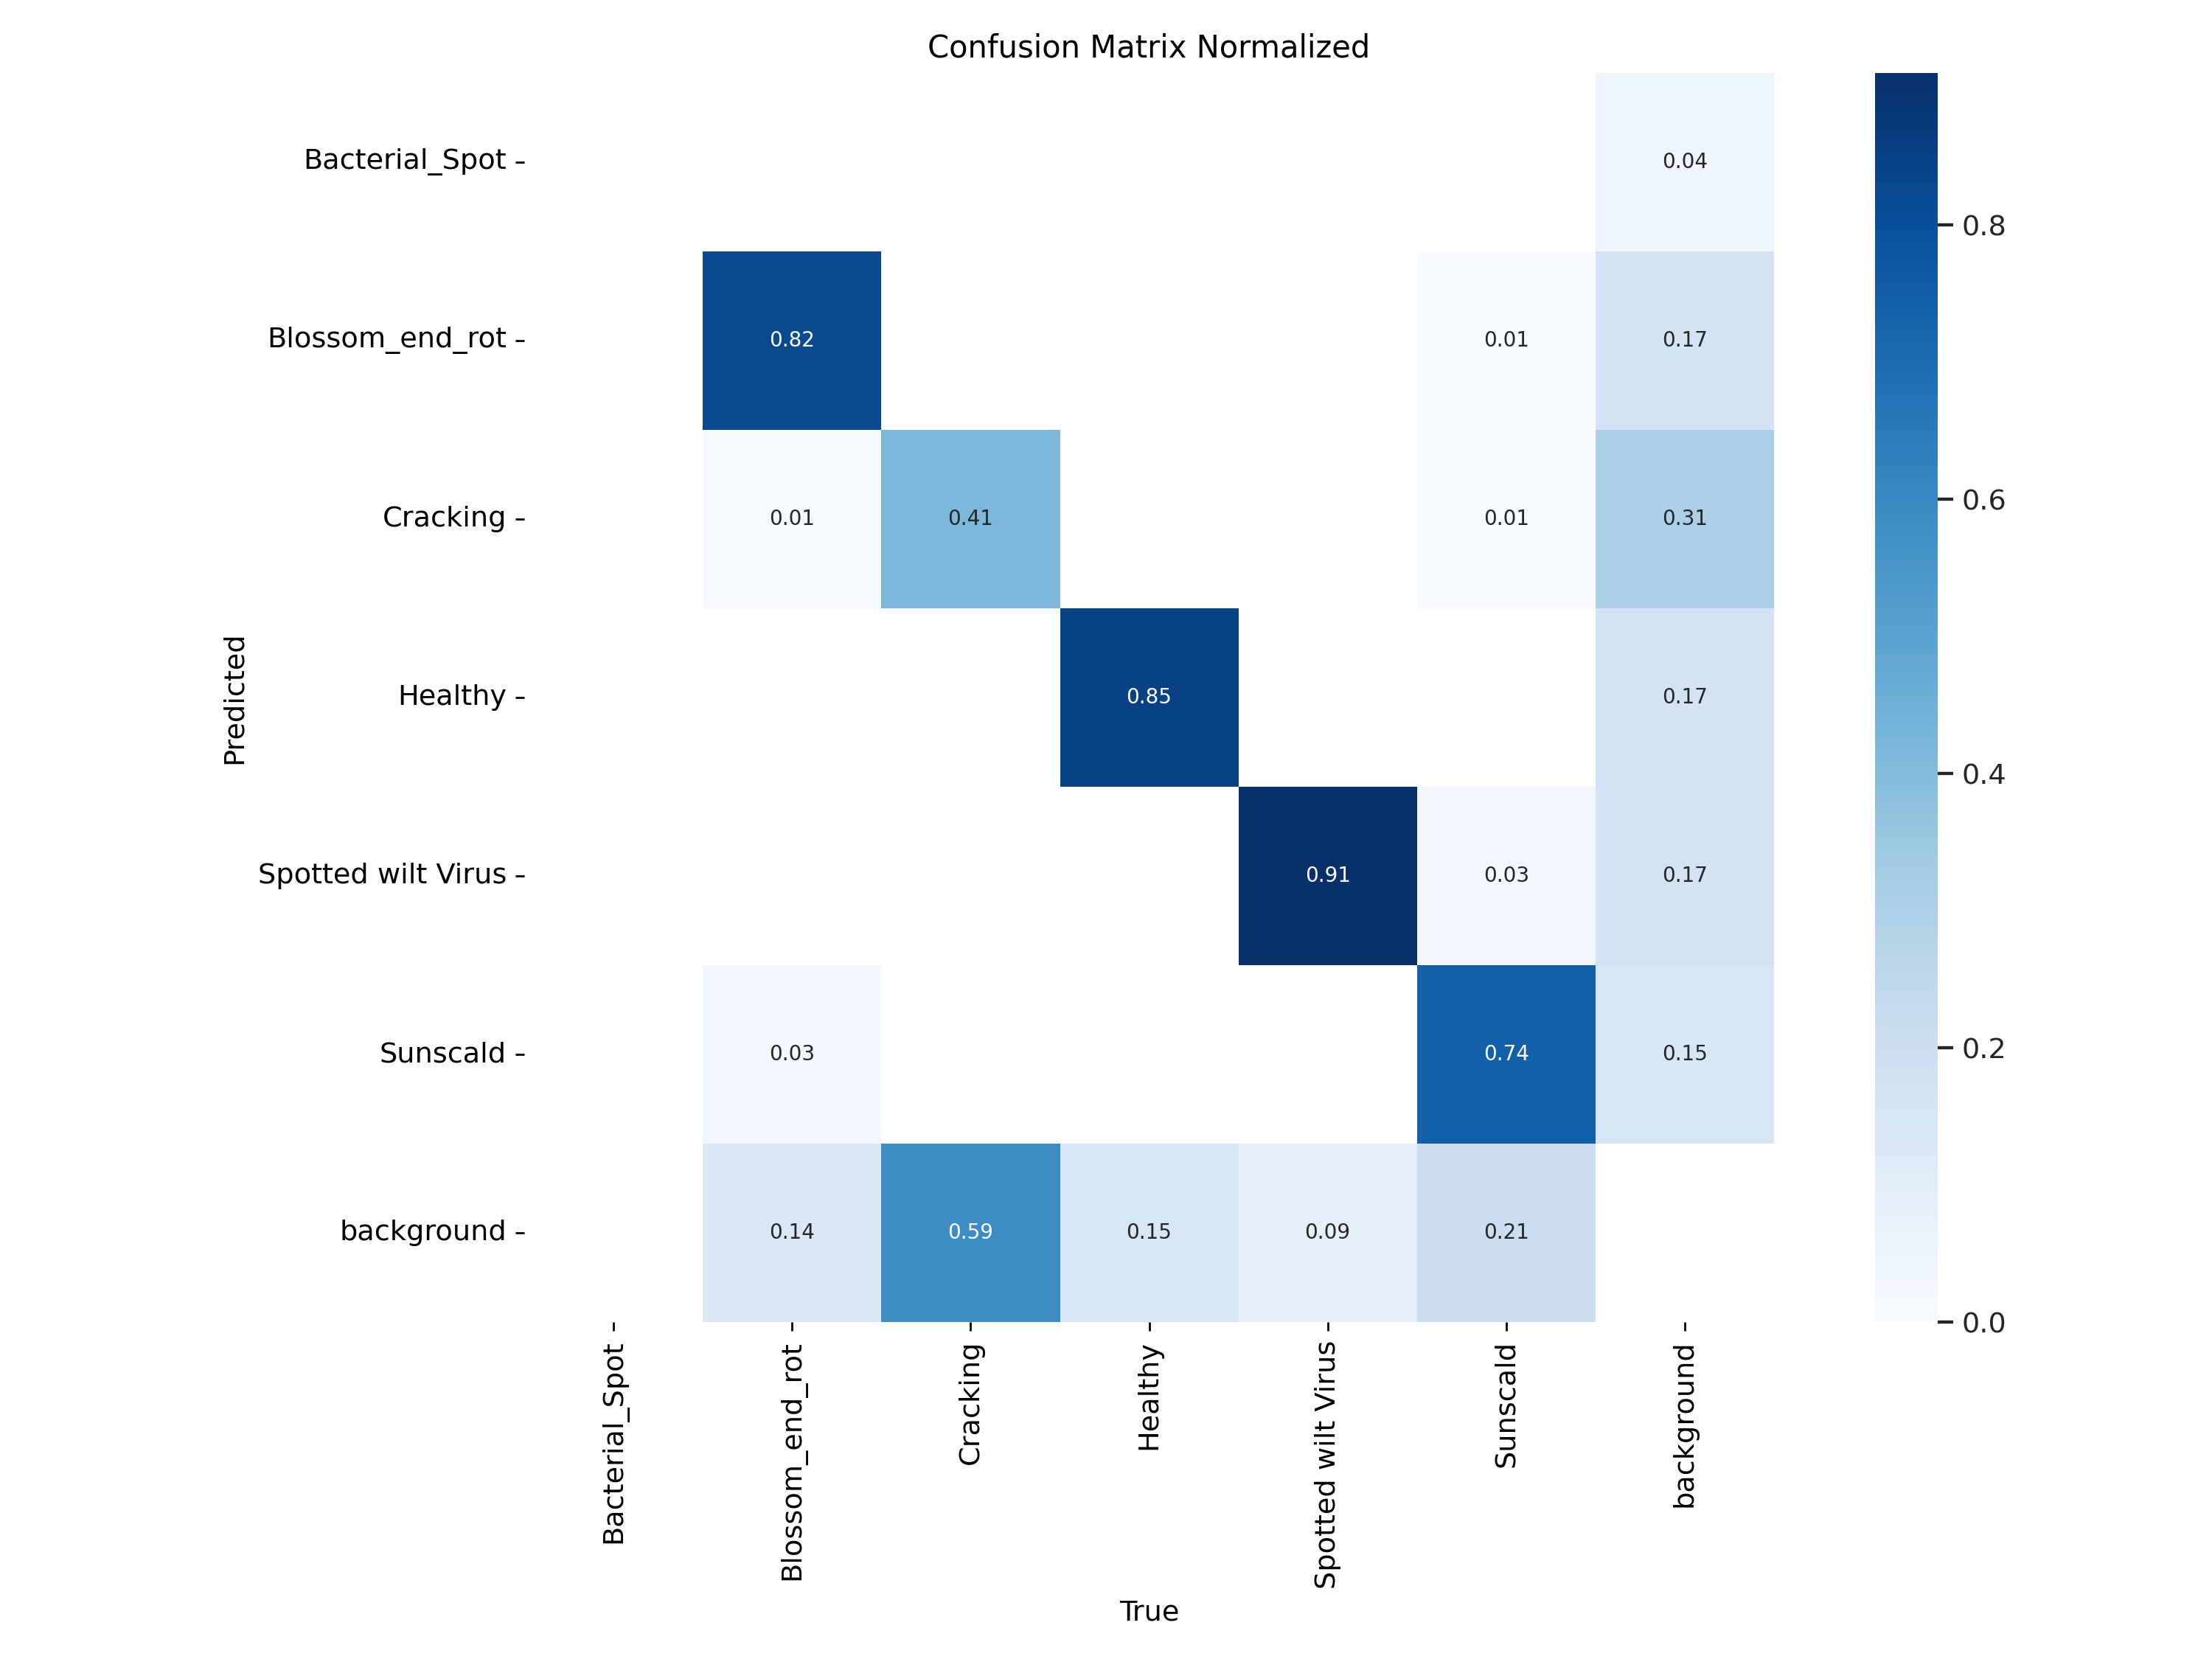 Confusion Matrix Normalized
Bacterial_Spot
0.04
0.8
Blossom_end_rot
0.82
0.01
0.17
Cracking
0.01
0.41
0.01
0.31
0.6
Predicted
Healthy
0.85
0.17
0.4
Spotted wilt Virus
0.91
0.03
0.17
Sunscald
0.03
0.74
0.15
0.2
background
0.14
0.59
0.15
0.09
0.21
0.0
Bacterial_Spot
Blossom_end_rot
Cracking
Healthy
Spotted wilt Virus
Sunscald
background
True